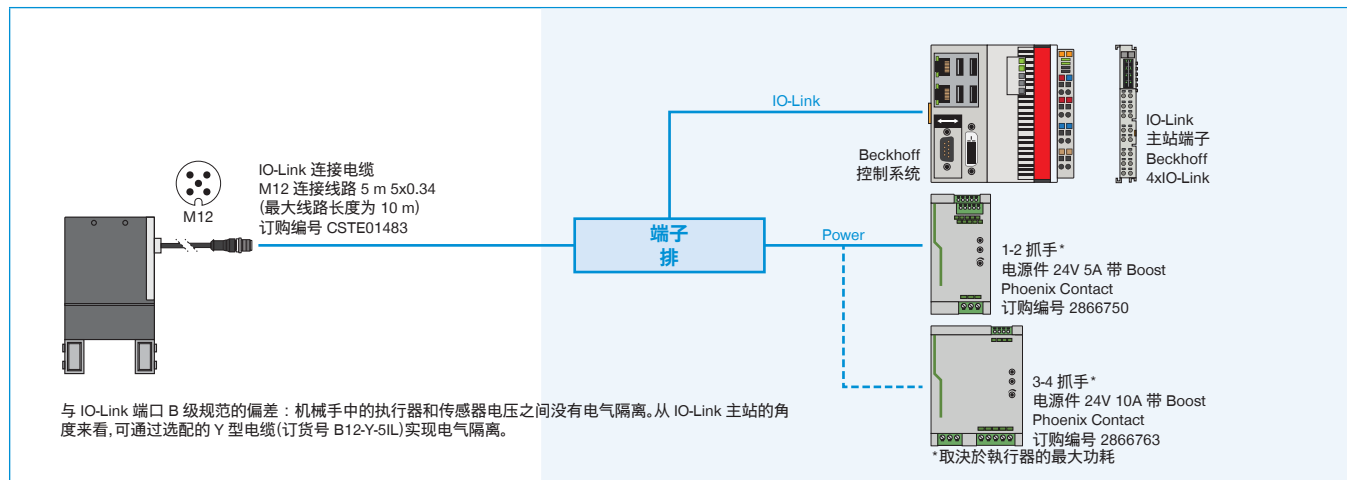 IO-Link 连接电缆
M12 连接线路 5 m 5x0.34
(最大线路长度为 10 m)
订购编号 CSTE01483
M12
端子
排
IO-Link
Power
Beckhoff
控制系统
IO-Link
主站端子
Beckhoff
4xIO-Link
1-2 抓手*
电源件 24V 5A 带 Boost
Phoenix Contact
订购编号 2866750
3-4 抓手*
电源件 24V 10A 带 Boost
Phoenix Contact
订购编号 2866763
*取決於執行器的最大功耗
与 IO-Link 端口 B 级规范的偏差：机械手中的执行器和传感器电压之间没有电气隔离。从 IO-Link 主站的角
度来看,可通过选配的 Y 型电缆(订货号 B12-Y-5IL)实现电气隔离。